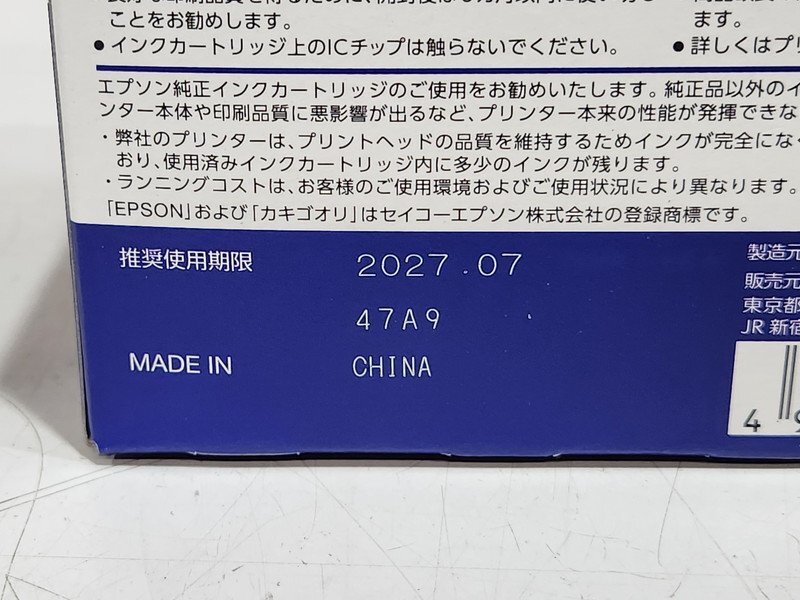 ことをお勧めします。
ます。
●インクカートリッジ上のICチップは触らないでください。
●詳しくはプリ
エプソン純正インクカートリッジのご使用をお勧めいたします。純正品以外のイ
ンター本体や印刷品質に悪影響が出るなど、プリンター本来の性能が発揮できな
・弊社のプリンターは、プリントヘッドの品質を維持するためインクが完全にな
おり、使用済みインクカートリッジ内に多少のインクが残ります。
・ランニングコストは、お客様のご使用環境およびご使用状況により異なります。
「EPSON」および「カキゴオリ」はセイコーエプソン株式会社の登録商標です。
推奨使用期限 2027.07
47A9
MADE IN CHINA
製造元
販売元
東京都
JR 新宿
4 9